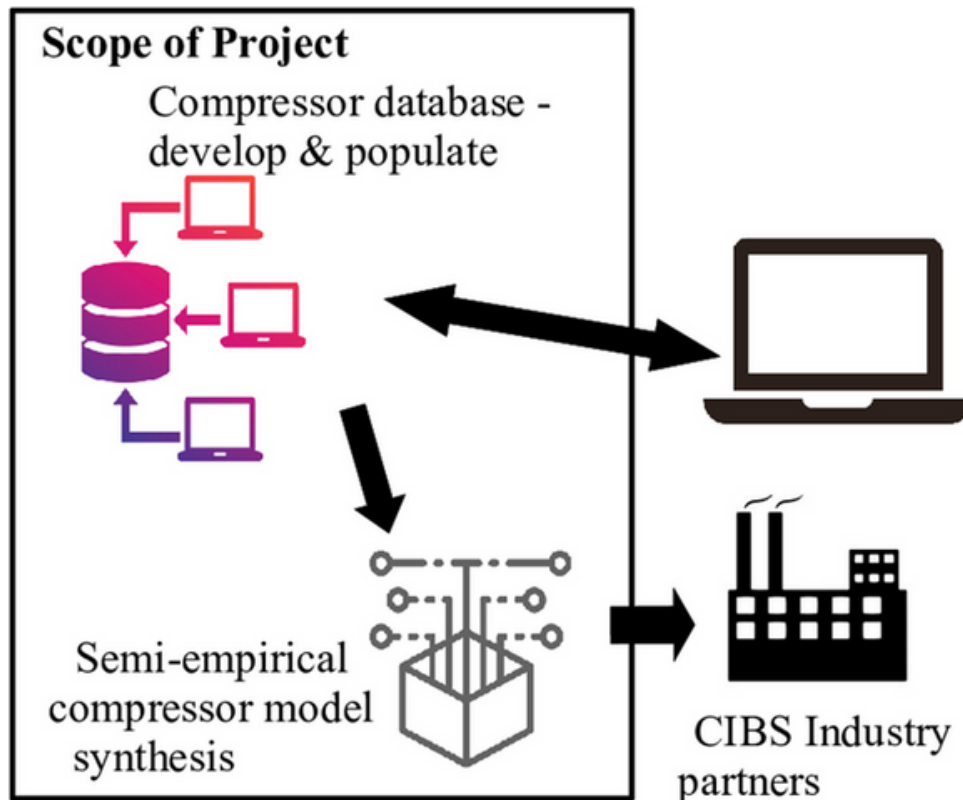 Scope of Project
Compressor database -
develop & populate
Semi-empirical
compressor model
synthesis
CIBS Industry
partners